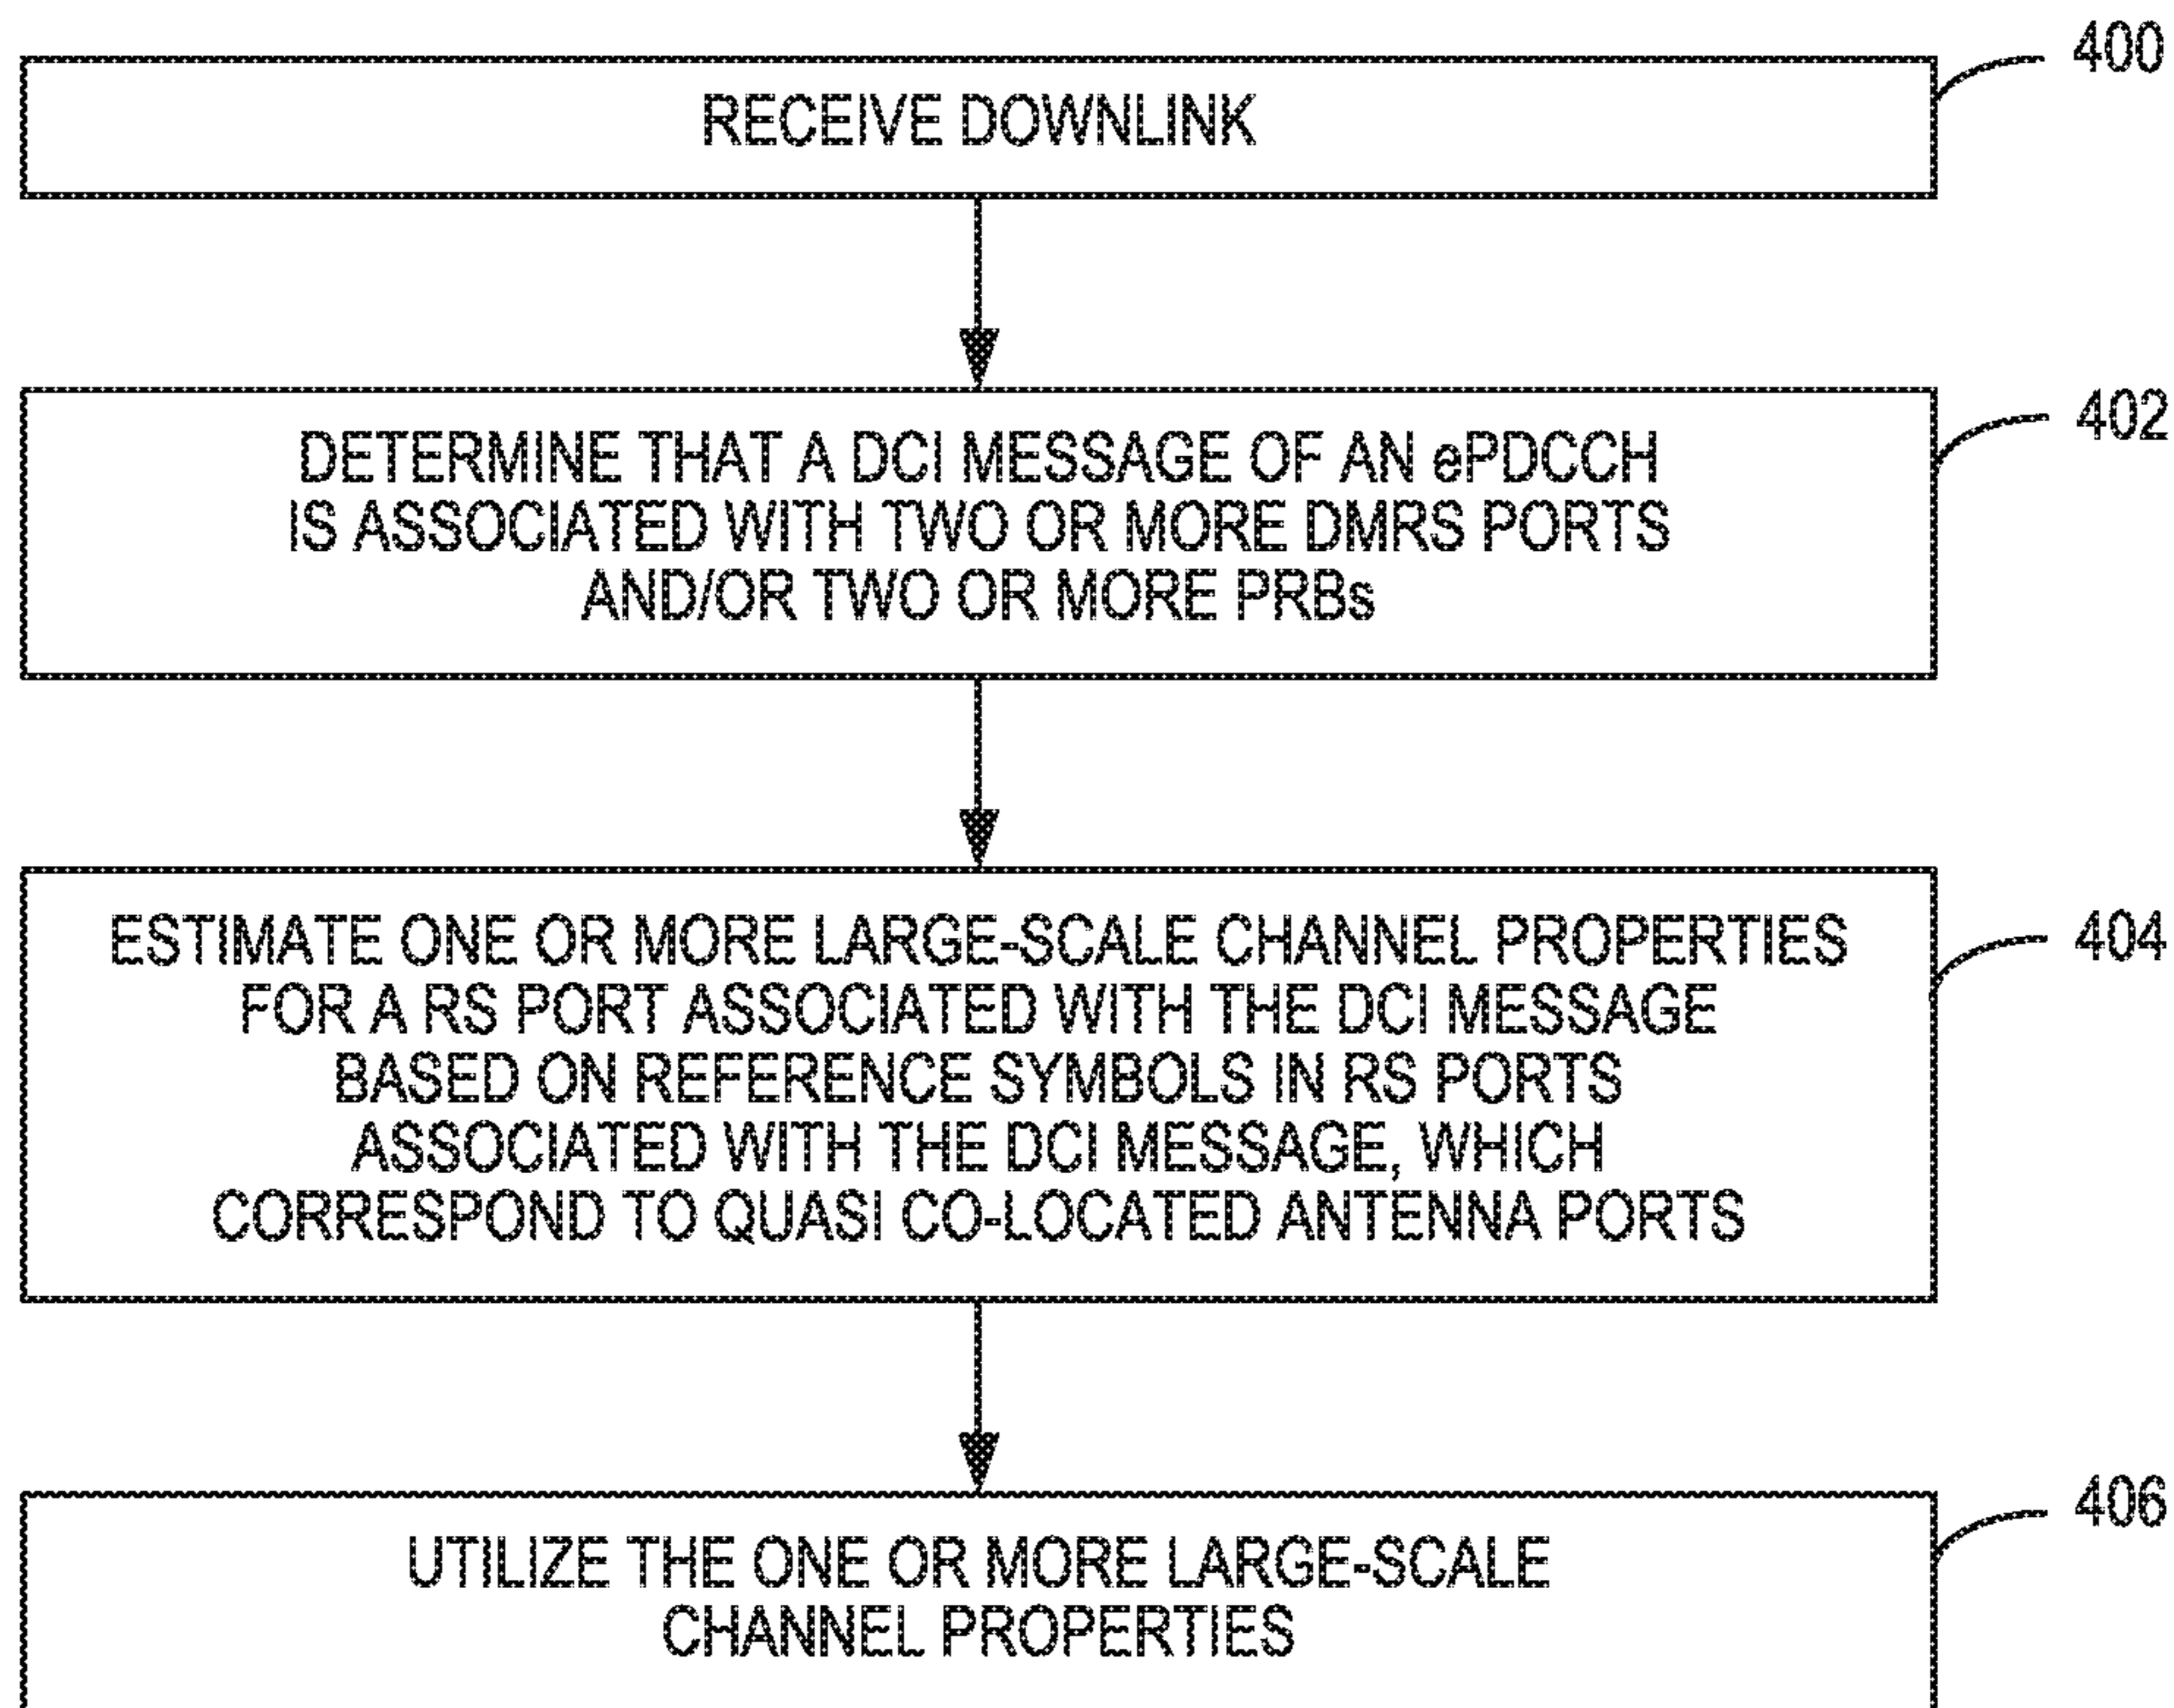 400
RECEIVE DOWNLINK
402
DETERMINE THAT A DCI MESSAGE OF AN ePDCCH
IS ASSOCIATED WITH TWO OR MORE DMRS PORTS
AND/OR TWO OR MORE PRBs
404
ESTIMATE ONE OR MORE LARGE-SCALE CHANNEL PROPERTIES
FOR A RS PORT ASSOCIATED WITH THE DCI MESSAGE
BASED ON REFERENCE SYMBOLS IN RS PORTS
ASSOCIATED WITH THE DCI MESSAGE, WHICH
CORRESPOND TO QUASI CO-LOCATED ANTENNA PORTS
406
UTILIZE THE ONE OR MORE LARGE-SCALE
CHANNEL PROPERTIES